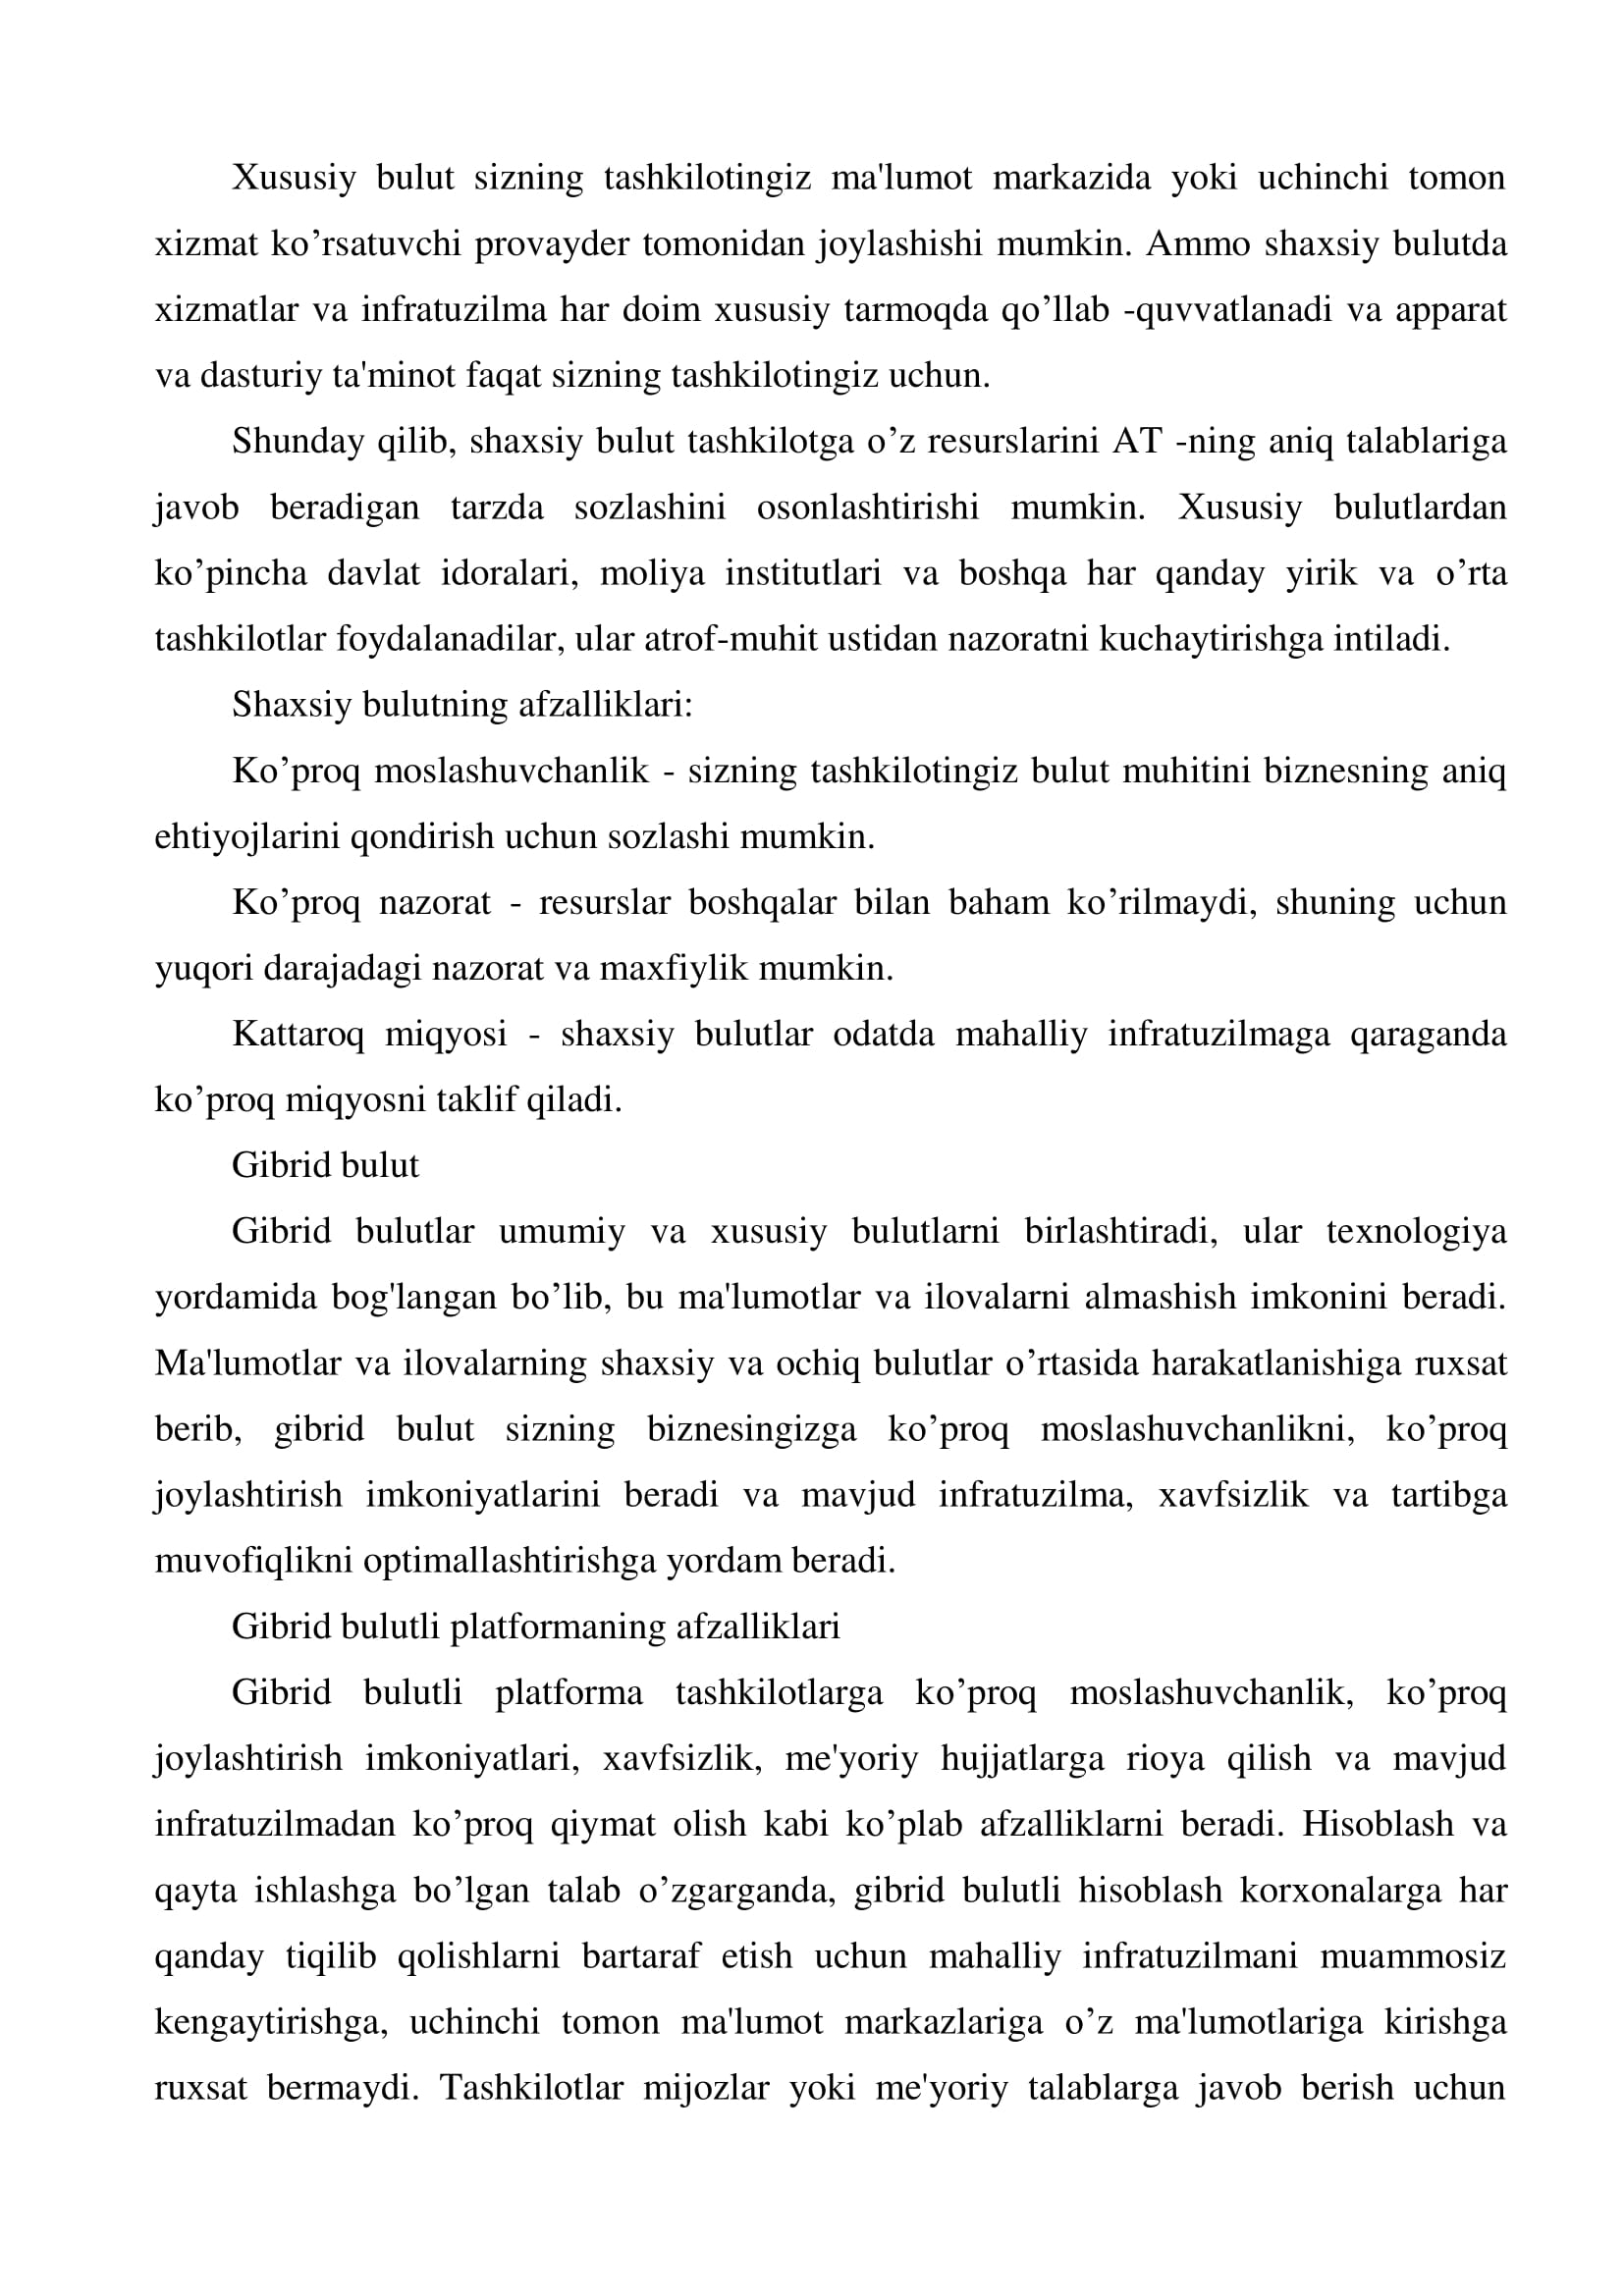 Xususiy bulut sizning tashkilotingiz ma'lumot markazida yoki uchinchi tomon
xizmat ko’rsatuvchi provayder tomonidan joylashishi mumkin. Ammo shaxsiy bulutda
xizmatlar va infratuzilma har doim xususiy tarmoqda qo’llab -quvvatlanadi va apparat
va dasturiy ta'minot faqat sizning tashkilotingiz uchun.
Shunday qilib, shaxsiy bulut tashkilotga o’z resurslarini AT -ning aniq talablariga
javob beradigan tarzda sozlashini osonlashtirishi mumkin. Xususiy bulutlardan
ko’pincha davlat idoralari, moliya institutlari va boshqa har qanday yirik va o’rta
tashkilotlar foydalanadilar, ular atrof-muhit ustidan nazoratni kuchaytirishga intiladi.
Shaxsiy bulutning afzalliklari:
Ko’proq moslashuvchanlik - sizning tashkilotingiz bulut muhitini biznesning aniq
ehtiyojlarini qondirish uchun sozlashi mumkin.
Ko’proq nazorat - resurslar boshqalar bilan baham ko’rilmaydi, shuning uchun
yuqori darajadagi nazorat va maxfiylik mumkin.
Kattaroq miqyosi - shaxsiy bulutlar odatda mahalliy infratuzilmaga qaraganda
ko’proq miqyosni taklif qiladi.
Gibrid bulut
Gibrid bulutlar umumiy va xususiy bulutlarni birlashtiradi, ular texnologiya
yordamida bog'langan bo’lib, bu ma'lumotlar va ilovalarni almashish imkonini beradi.
Ma'lumotlar va ilovalarning shaxsiy va ochiq bulutlar o’rtasida harakatlanishiga ruxsat
berib, gibrid bulut sizning biznesingizga ko’proq moslashuvchanlikni, ko’proq
joylashtirish imkoniyatlarini beradi va mavjud infratuzilma, xavfsizlik va tartibga
muvofiqlikni optimallashtirishga yordam beradi.
Gibrid bulutli platformaning afzalliklari
Gibrid bulutli platforma tashkilotlarga ko’proq moslashuvchanlik, ko’proq
joylashtirish imkoniyatlari, xavfsizlik, me'yoriy hujjatlarga rioya qilish va mavjud
infratuzilmadan ko’proq qiymat olish kabi ko’plab afzalliklarni beradi. Hisoblash va
qayta ishlashga bo’lgan talab o’zgarganda, gibrid bulutli hisoblash korxonalarga har
qanday tiqilib qolishlarni bartaraf etish uchun mahalliy infratuzilmani muammosiz
kengaytirishga, uchinchi tomon ma'lumot markazlariga o’z ma'lumotlariga kirishga
ruxsat bermaydi. Tashkilotlar mijozlar yoki me'yoriy talablarga javob berish uchun